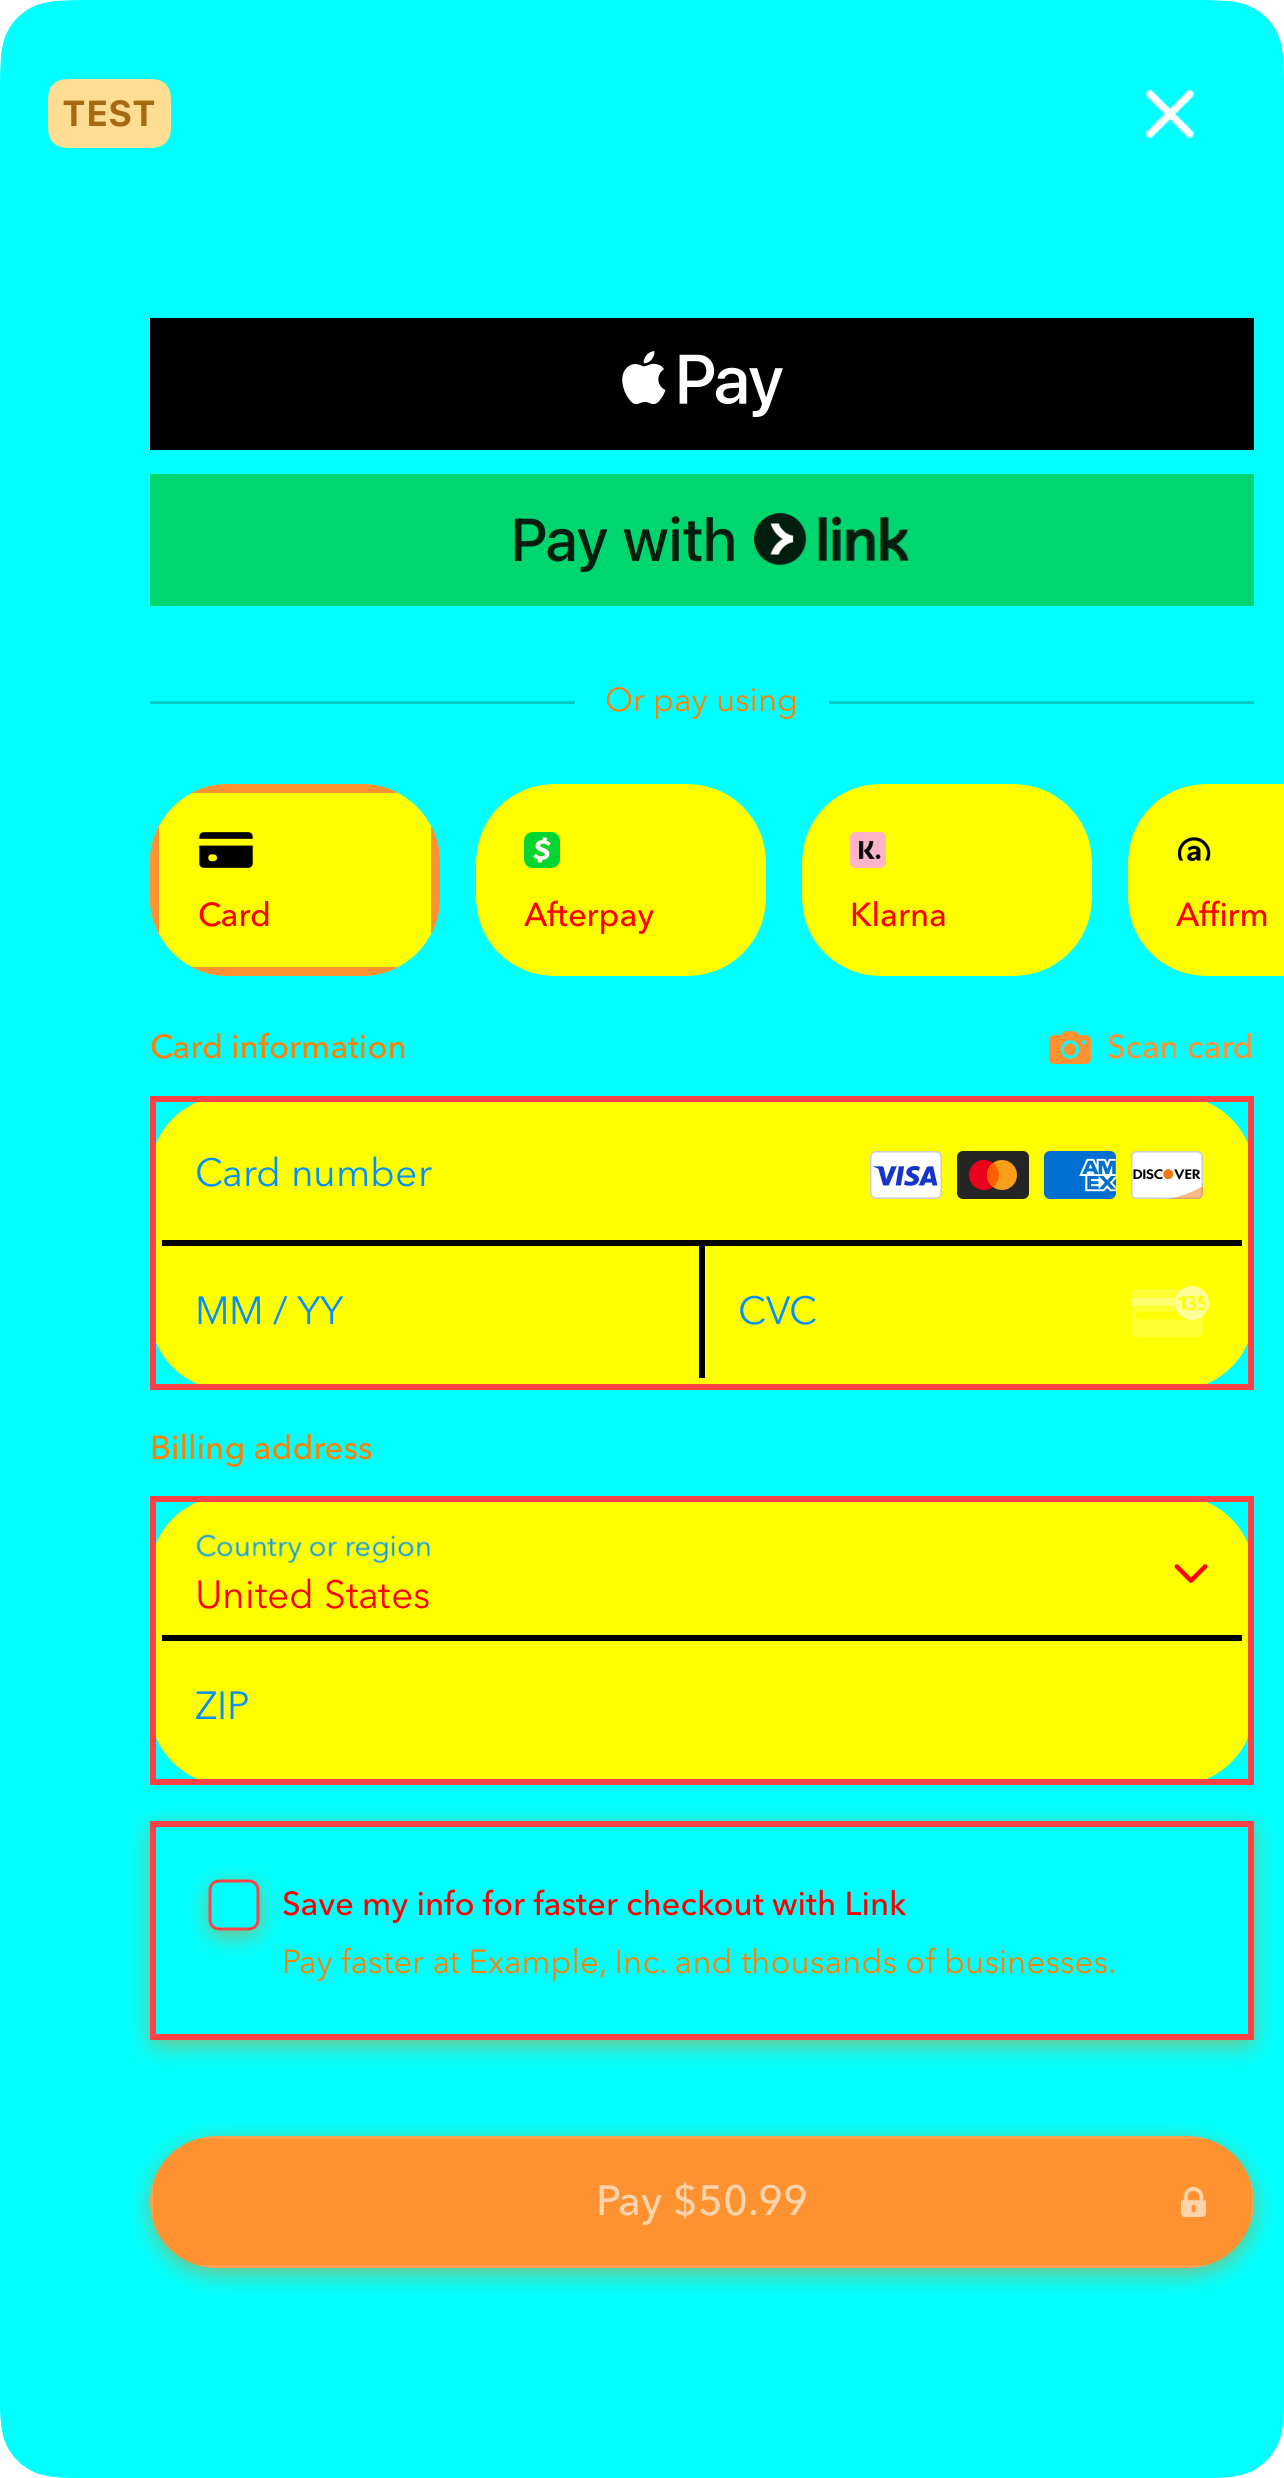 TEST
Pay
Pay with link
Or pay using
Card
Afterpay
K.
Klarna
a
Affirm
Card information
Scan card
Card number
VISA
AM
EX
DISCOVER
MM / YY
CVC
135
Billing address
Country or region
United States
ZIP
Save my info for faster checkout with Link
Pay faster at Example, Inc. and thousands of businesses.
Pay $50.99